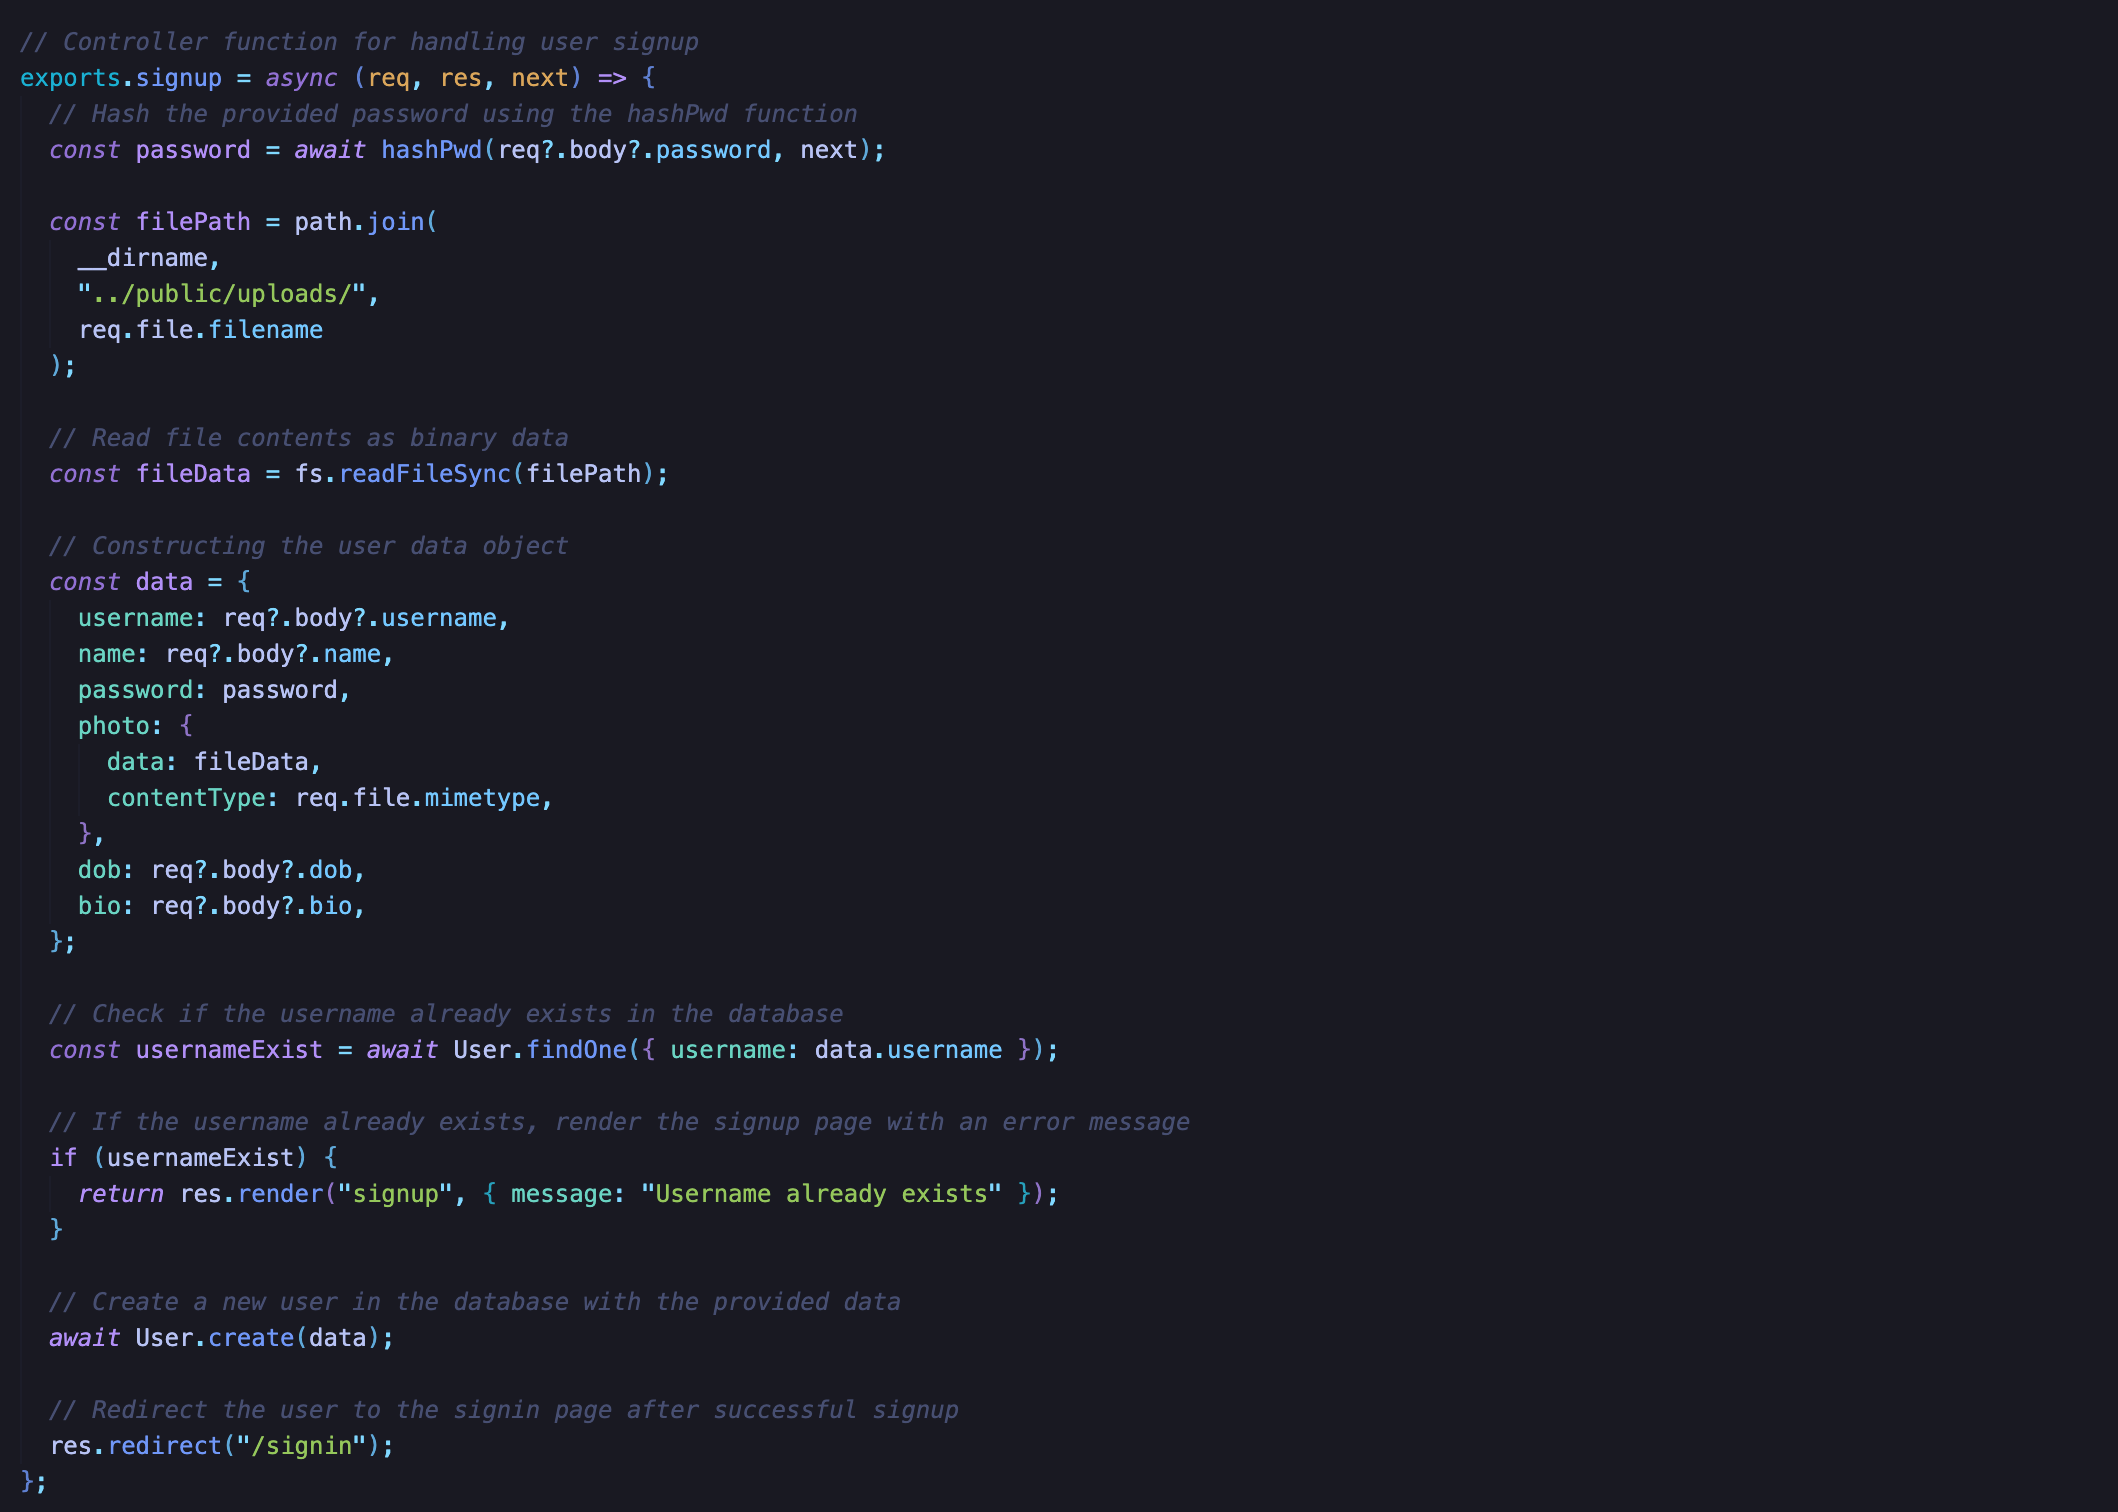 // Controller function for handling user signup
exports.signup = async (req, res, next) => {
  // Hash the provided password using the hashPwd function
  const password = await hashPwd(req?.body?.password, next);

  const filePath = path.join(
    __dirname,
    "../public/uploads/",
    req.file.filename
  );

  // Read file contents as binary data
  const fileData = fs.readFileSync(filePath);

  // Constructing the user data object
  const data = {
    username: req?.body?.username,
    name: req?.body?.name,
    password: password,
    photo: {
      data: fileData,
      contentType: req.file.mimetype,
    },
    dob: req?.body?.dob,
    bio: req?.body?.bio,
  };

  // Check if the username already exists in the database
  const usernameExist = await User.findOne({ username: data.username });

  // If the username already exists, render the signup page with an error message
  if (usernameExist) {
    return res.render("signup", { message: "Username already exists" });
  }

  // Create a new user in the database with the provided data
  await User.create(data);

  // Redirect the user to the signin page after successful signup
  res.redirect("/signin");
};